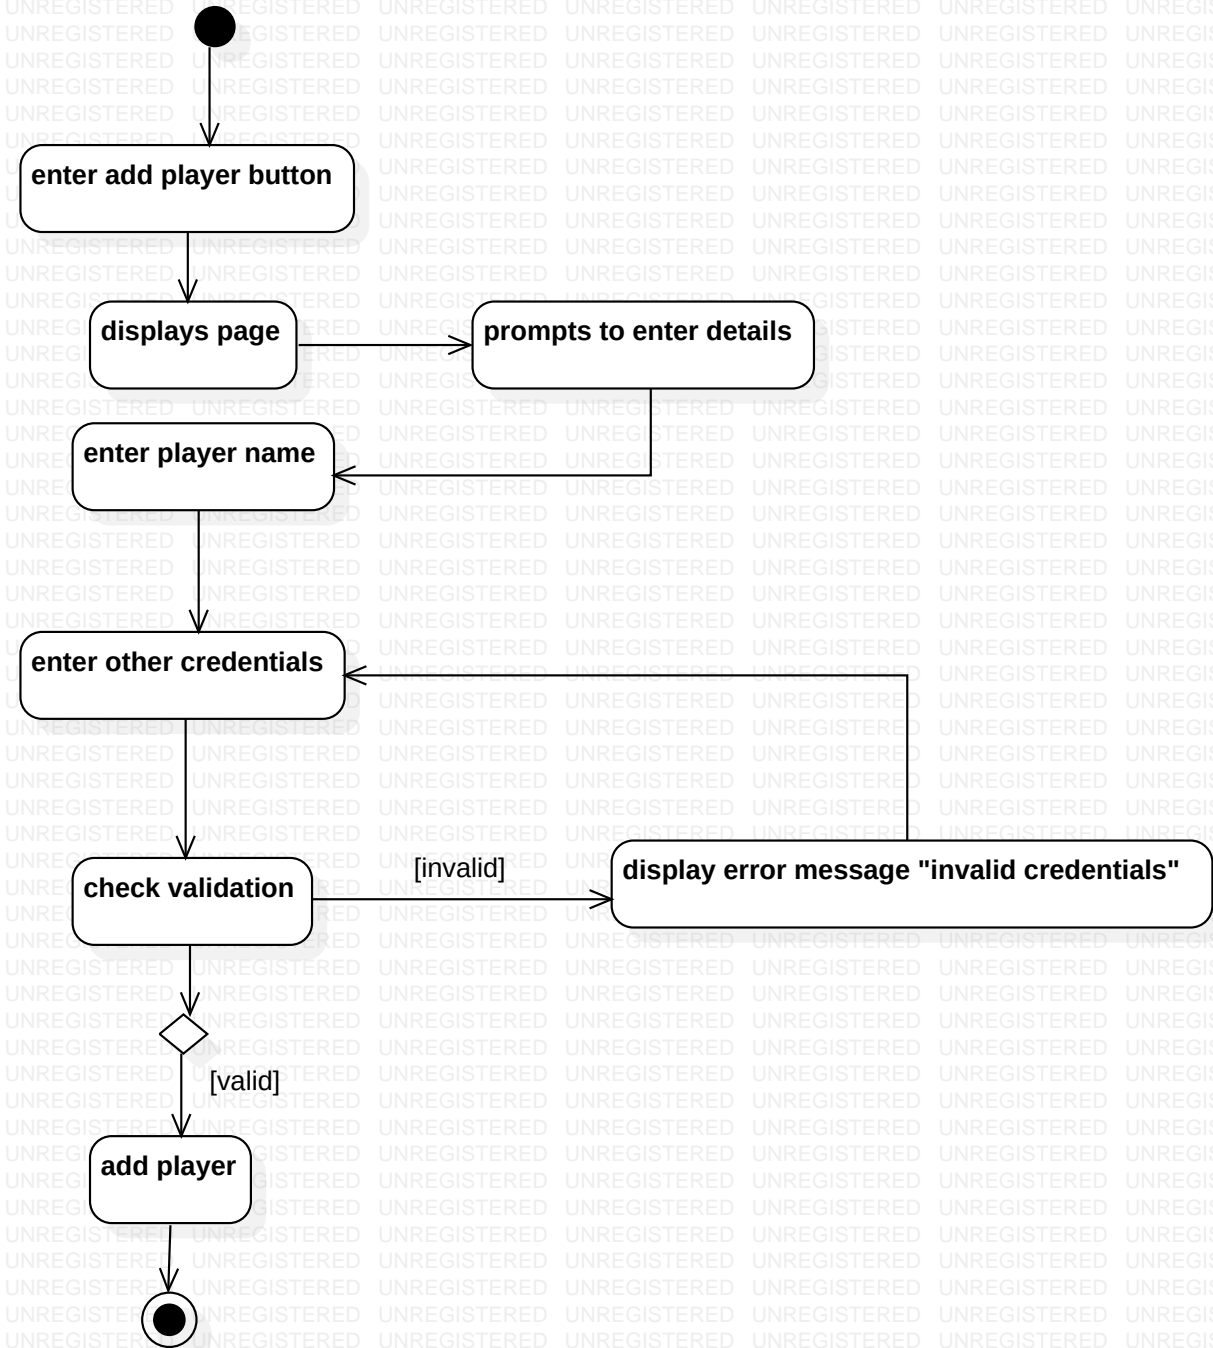 enter add player button
displays page
prompts to enter details
enter player name
enter other credentials
check validation
[invalid]
display error message "invalid credentials"
[valid]
add player
UNREGISTERED